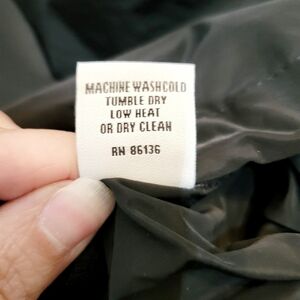 MACHINE WASHCOLD
TUMBLE DRY
LOW HEAT
OR DRY CLEAN
RN 86136